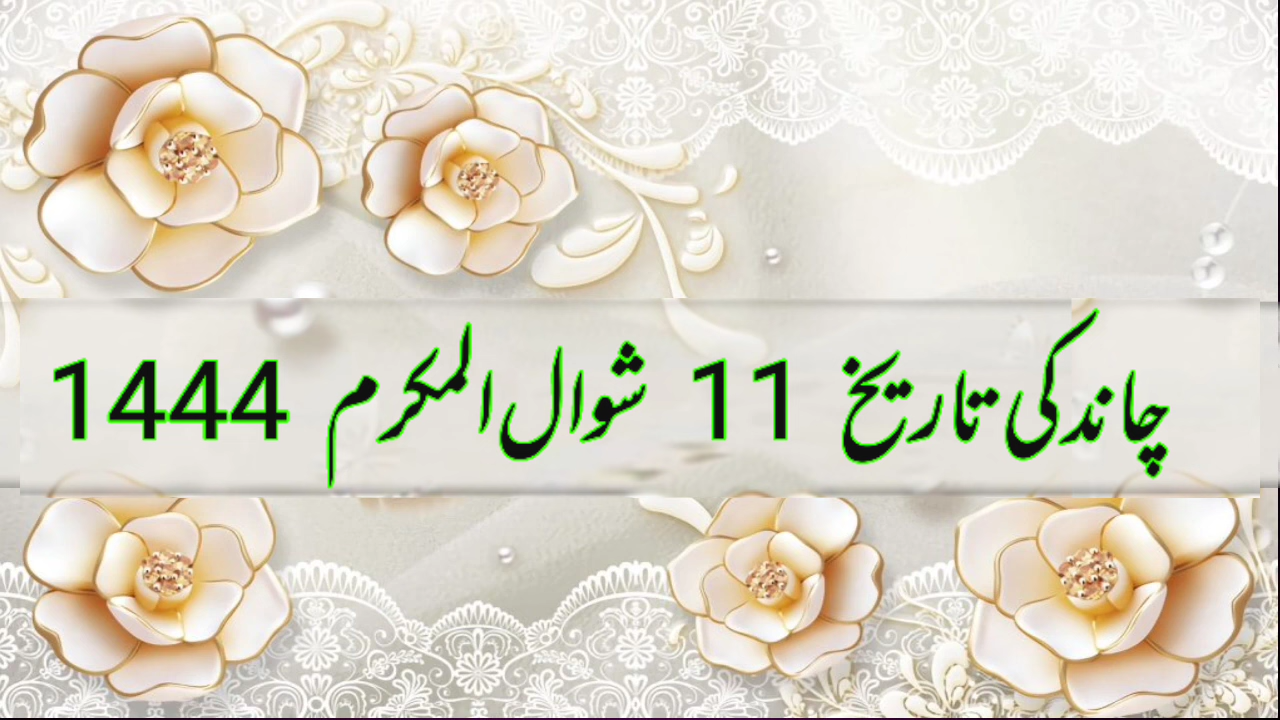 چاند کی تاریخ 11 شوال المکرم 1444